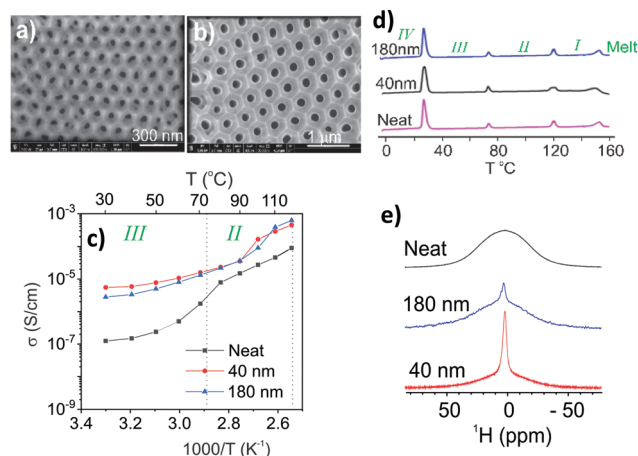 a)
300 nm
b)
1 μm
d)
IV III II I Melt
180nm
40nm
Neat
0 40 80 120 160
T °C
T (°C)
30 50 70 90 110
c)
III II
10⁻³
10⁻⁵
10⁻⁷
10⁻⁹
σ (S/cm)
Neat
40 nm
180 nm
3.4 3.2 3.0 2.8 2.6 2.4
1000/T (K⁻¹)
e)
Neat
180 nm
40 nm
50 0 - 50
¹H (ppm)